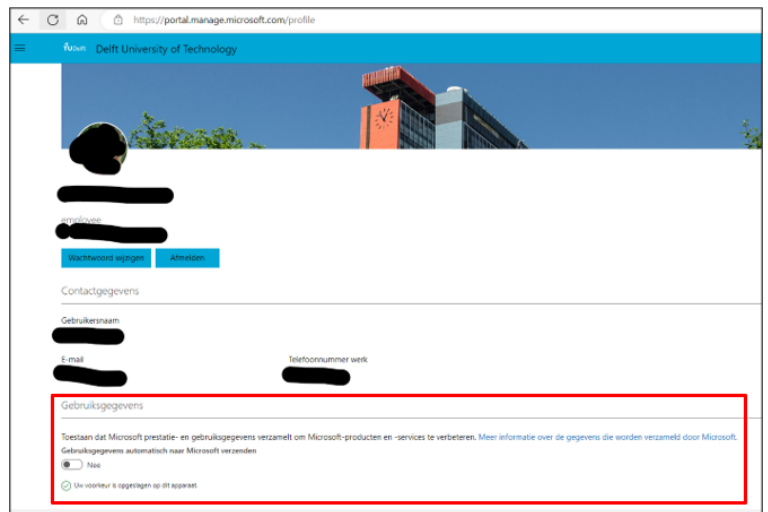 https://portal.manage.microsoft.com/profile
TUDelft Delft University of Technology
employee
Wachtwoord wijzigen Afmelden
Contactgegevens
Gebruikersnaam
E-mail Telefoonnummer werk
Gebruiksgegevens
Toestaan dat Microsoft prestatie- en gebruiksgegevens verzamelt om Microsoft-producten en -services te verbeteren. Meer informatie over de gegevens die worden verzameld door Microsoft.
Gebruiksgegevens automatisch naar Microsoft verzenden
Nee
Uw voorkeur is opgeslagen op dit apparaat.